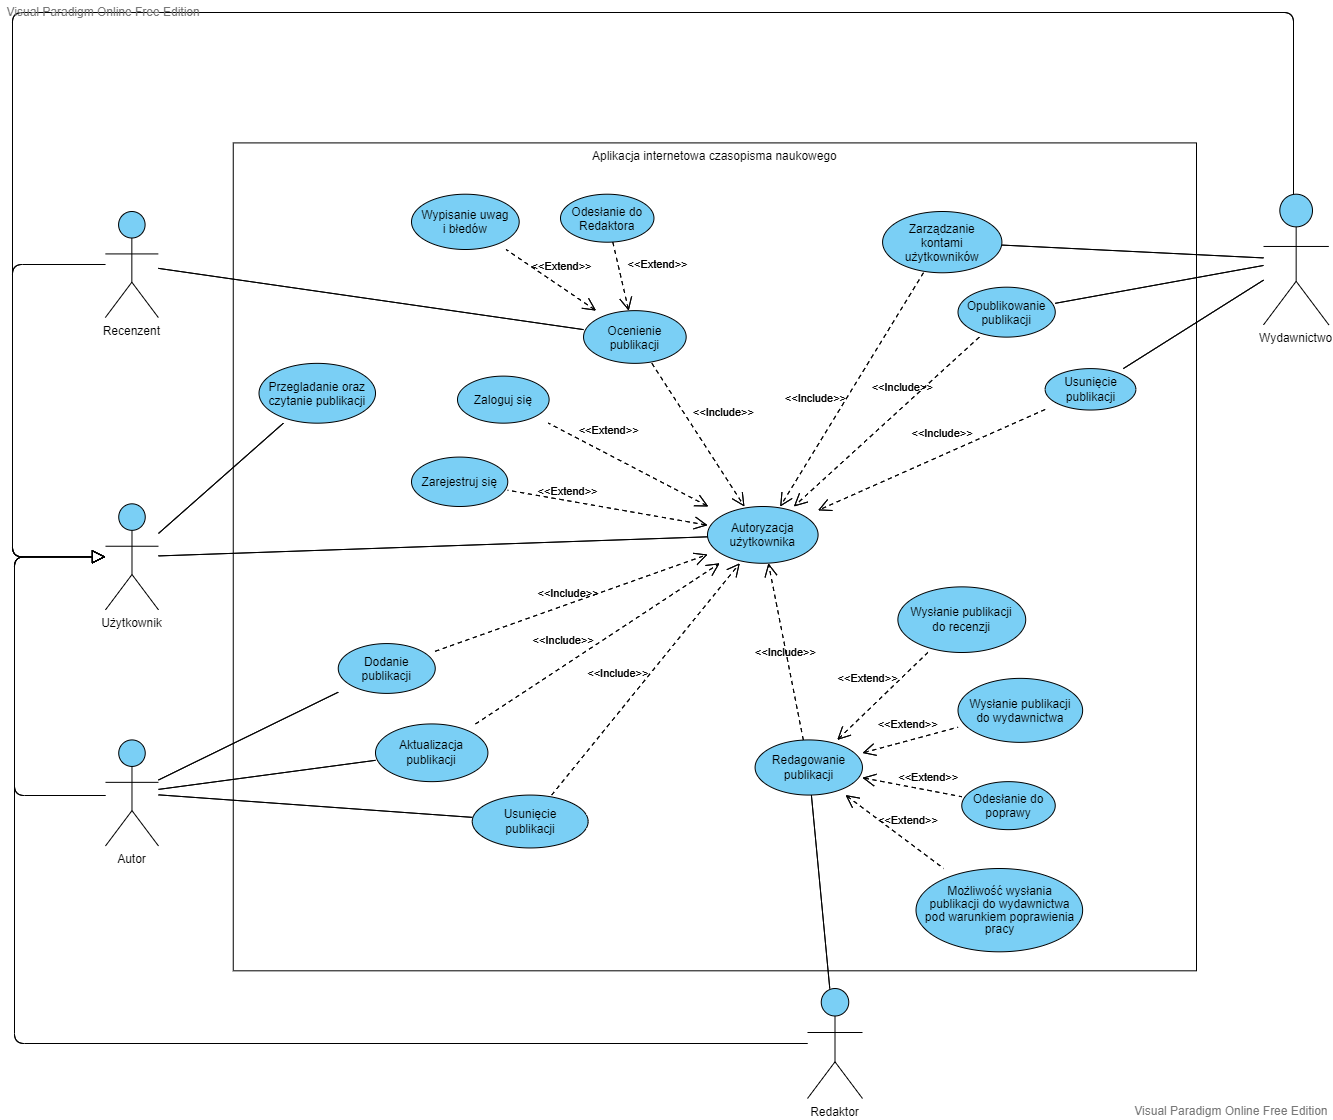 Visual Paradigm Online Free Edition
Aplikacja internetowa czasopisma naukowego
Wypisanie uwag
i błedów
Odesłanie do
Redaktora
Zarządzanie
kontami
użytkowników
<<Extend>>
<<Extend>>
Opublikowanie
publikacji
Recenzent
Ocenienie
publikacji
Wydawnictwo
Przegladanie oraz
czytanie publikacji
Zaloguj się
Usunięcie
publikacji
<<Include>>
<<Include>>
<<Include>>
<<Extend>>
<<Include>>
Zarejestruj się
<<Extend>>
Autoryzacja
użytkownika
Użytkownik
<<Include>>
Wysłanie publikacji
do recenzji
<<Include>>
<<Include>>
<<Include>>
Dodanie
publikacji
<<Extend>>
Wysłanie publikacji
do wydawnictwa
<<Extend>>
Aktualizacja
publikacji
Redagowanie
publikacji
<<Extend>>
Odesłanie do
poprawy
Usunięcie
publikacji
<<Extend>>
Autor
Możliwość wysłania
publikacji do wydawnictwa
pod warunkiem poprawienia
pracy
Redaktor
Visual Paradigm Online Free Edition